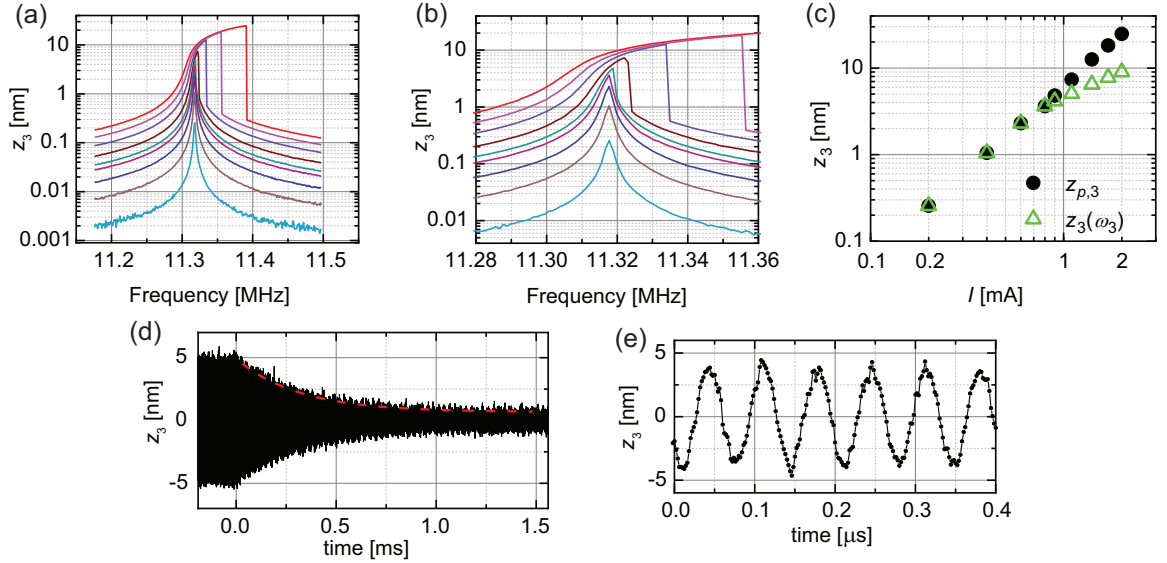 (a)
z3 [nm]
10
1
0.1
0.01
0.001
11.2 11.3 11.4 11.5
Frequency [MHz]
(b)
z3 [nm]
10
1
0.1
0.01
11.28 11.30 11.32 11.34 11.36
Frequency [MHz]
(c)
z3 [nm]
100
10
1
0.1
zp,3
z3(ω3)
0.1 0.2 1 2
I [mA]
(d)
z3 [nm]
5
0
-5
0.0 0.5 1.0 1.5
time [ms]
(e)
z3 [nm]
5
0
-5
0.0 0.1 0.2 0.3 0.4
time [μs]